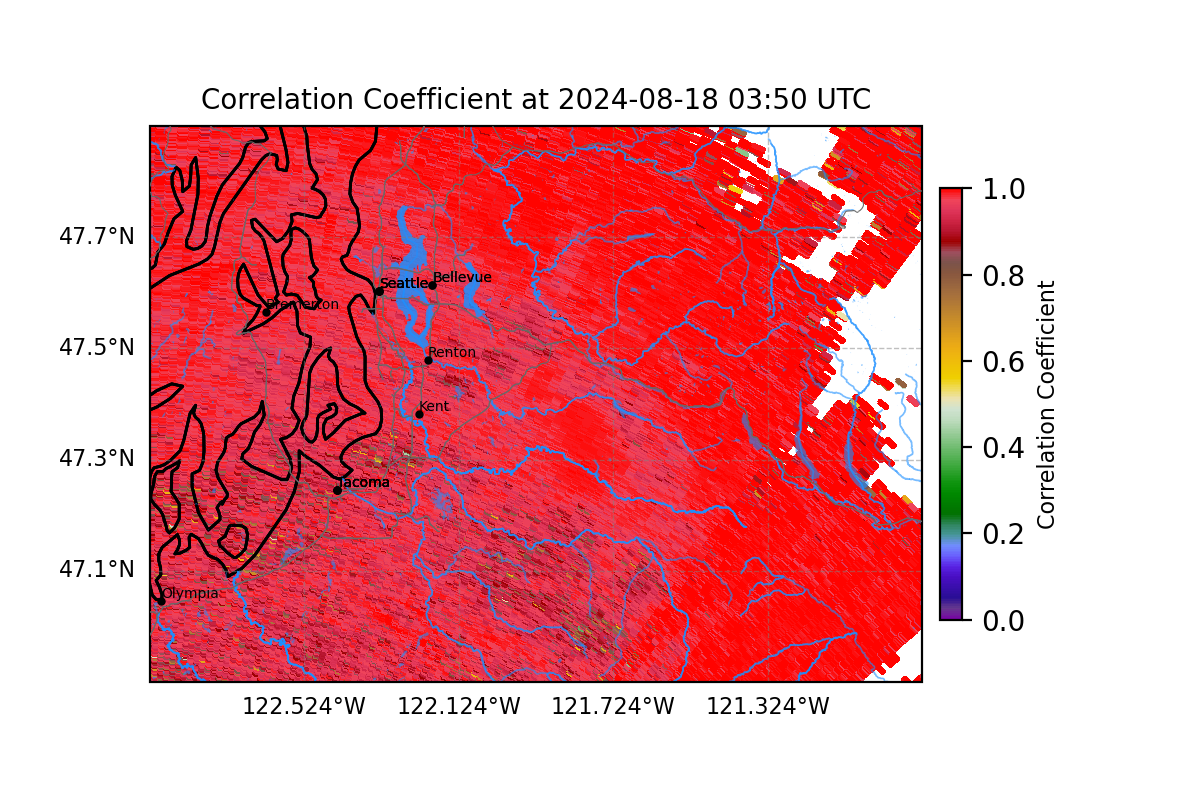 Correlation Coefficient at 2024-08-18 03:50 UTC
47.7°N
47.5°N
47.3°N
47.1°N
122.524°W
122.124°W
121.724°W
121.324°W
Seattle
Bellevue
Bremerton
Renton
Kent
Tacoma
Olympia
1.0
0.8
0.6
0.4
0.2
0.0
Correlation Coefficient